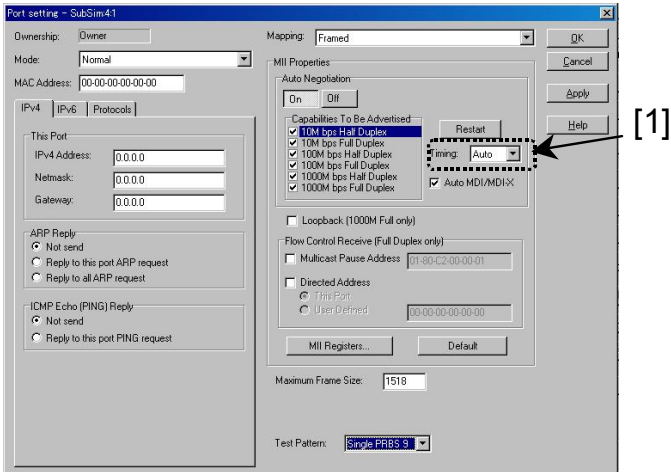 Port setting - SubSim:4:1
Ownership: Owner
Mode: Normal
MAC Address: 00-00-00-00-00-00
IPv4 IPv6 Protocols
This Port
IPv4 Address: 0.0.0.0
Netmask: 0.0.0.0
Gateway: 0.0.0.0
ARP Reply
Not send
Reply to this port ARP request
Reply to all ARP request
ICMP Echo (PING) Reply
Not send
Reply to this port PING request
Mapping: Framed
MII Properties
Auto Negotiation
On Off
Capabilities To Be Advertised
10M bps Half Duplex
10M bps Full Duplex
100M bps Half Duplex
100M bps Full Duplex
1000M bps Half Duplex
1000M bps Full Duplex
Restart
Timing: Auto
Auto MDI/MDI-X
Loopback (1000M Full only)
Flow Control Receive (Full Duplex only)
Multicast Pause Address 01-80-C2-00-00-01
Directed Address
This Port
User Defined 00-00-00-00-00-00
MII Registers... Default
Maximum Frame Size: 1518
Test Pattern: Single PRBS 9
OK
Cancel
Apply
Help
[1]